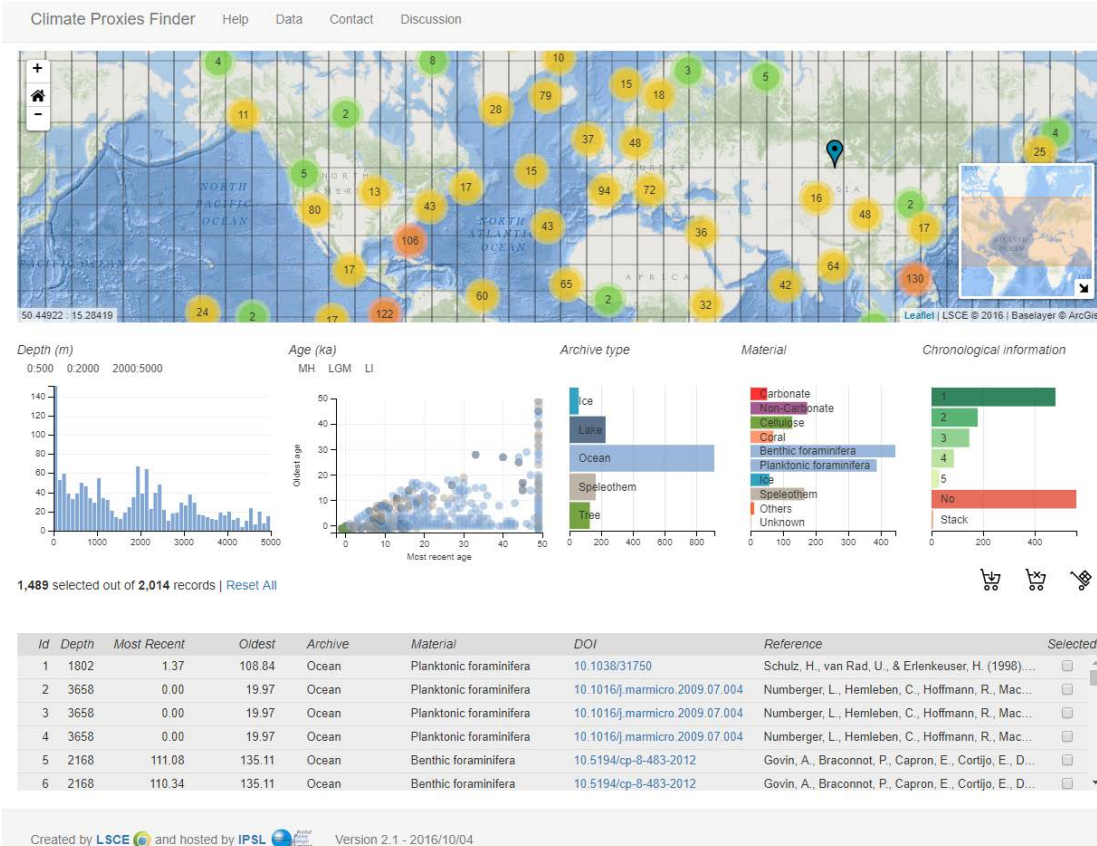 Climate Proxies Finder Help Data Contact Discussion
+
−
4 8 10 3 5
79 15 18
28
11 2 4
37 48 25
5 NORTH AMER 13 17 15 EUROPE
NORTH PACIFIC OCEAN 80 43 94 72 16 ASIA 2
48
106 NORTH ATLANTIC OCEAN 43 36 17
PACIFIC OCEAN 17 AFRICA 64 130
60 65 42
24 2 17 122 2 32
ATLANTIC OCEAN
50.44922 : 15.28419
Leaflet | LSCE © 2016 | Baselayer © ArcGis
Depth (m) Age (ka) Archive type Material Chronological information
0:500 0:2000 2000:5000 MH LGM LI
140
120
100
80
60
40
20
0
0 1000 2000 3000 4000 5000
50
40
30
20
10
0
Oldest age
0 10 20 30 40 50
Most recent age
Ice
Lake
Ocean
Speleothem
Tree
0 200 400 600 800
Carbonate
Non-Carbonate
Cellulose
Coral
Benthic foraminifera
Planktonic foraminifera
Ice
Speleothem
Others
Unknown
0 100 200 300 400
1
2
3
4
5
No
Stack
0 200 400
1,489 selected out of 2,014 records | Reset All
Id Depth Most Recent Oldest Archive Material DOI Reference Selected
1 1802 1.37 108.84 Ocean Planktonic foraminifera 10.1038/31750 Schulz, H., van Rad, U., & Erlenkeuser, H. (1998)....
2 3658 0.00 19.97 Ocean Planktonic foraminifera 10.1016/j.marmicro.2009.07.004 Numberger, L., Hemleben, C., Hoffmann, R., Mac...
3 3658 0.00 19.97 Ocean Planktonic foraminifera 10.1016/j.marmicro.2009.07.004 Numberger, L., Hemleben, C., Hoffmann, R., Mac...
4 3658 0.00 19.97 Ocean Planktonic foraminifera 10.1016/j.marmicro.2009.07.004 Numberger, L., Hemleben, C., Hoffmann, R., Mac...
5 2168 111.08 135.11 Ocean Benthic foraminifera 10.5194/cp-8-483-2012 Govin, A., Braconnot, P., Capron, E., Cortijo, E., D...
6 2168 110.34 135.11 Ocean Benthic foraminifera 10.5194/cp-8-483-2012 Govin, A., Braconnot, P., Capron, E., Cortijo, E., D...
Created by LSCE and hosted by IPSL Version 2.1 - 2016/10/04